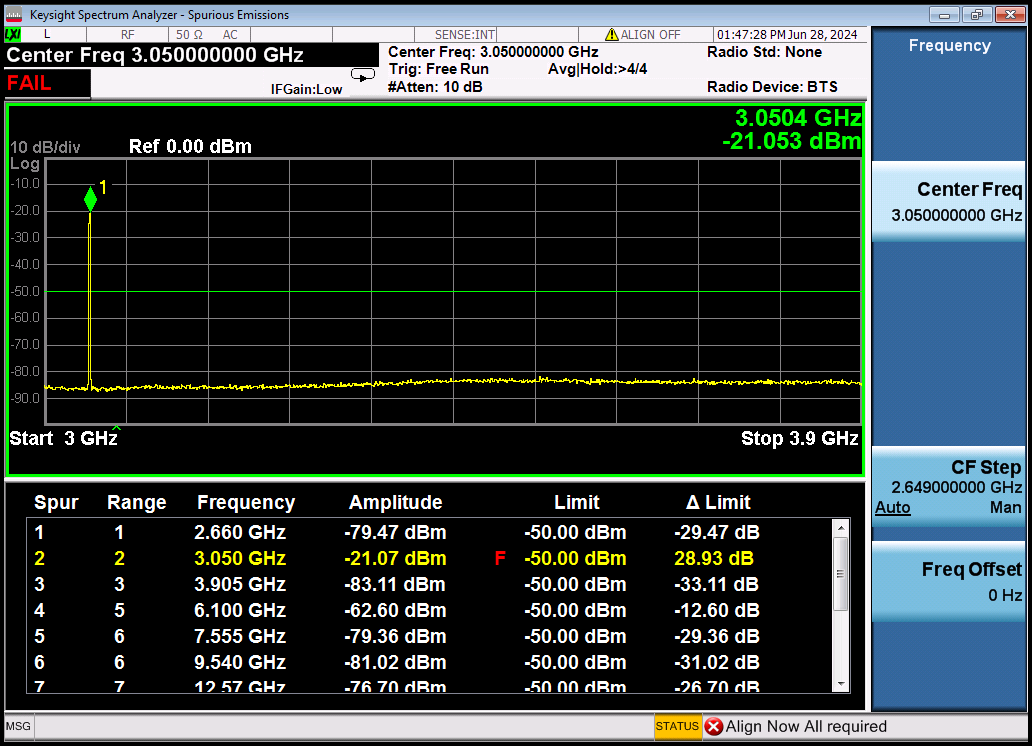 Keysight Spectrum Analyzer - Spurious Emissions
LXI L RF 50 Ω AC SENSE:INT ALIGN OFF 01:47:28 PM Jun 28, 2024
Center Freq 3.050000000 GHz
FAIL
IFGain:Low
Center Freq: 3.050000000 GHz
Trig: Free Run Avg|Hold:>4/4
#Atten: 10 dB
Radio Std: None
Radio Device: BTS
3.0504 GHz
-21.053 dBm
10 dB/div Ref 0.00 dBm
Log
1
-10.0
-20.0
-30.0
-40.0
-50.0
-60.0
-70.0
-80.0
-90.0
Start 3 GHz Stop 3.9 GHz
Spur Range Frequency Amplitude Limit Δ Limit
1 1 2.660 GHz -79.47 dBm -50.00 dBm -29.47 dB
2 2 3.050 GHz -21.07 dBm F -50.00 dBm 28.93 dB
3 3 3.905 GHz -83.11 dBm -50.00 dBm -33.11 dB
4 5 6.100 GHz -62.60 dBm -50.00 dBm -12.60 dB
5 6 7.555 GHz -79.36 dBm -50.00 dBm -29.36 dB
6 6 9.540 GHz -81.02 dBm -50.00 dBm -31.02 dB
7 7 12.57 GHz -76.70 dBm -50.00 dBm -26.70 dB
Frequency
Center Freq
3.050000000 GHz
CF Step
2.649000000 GHz
Auto Man
Freq Offset
0 Hz
MSG STATUS Align Now All required